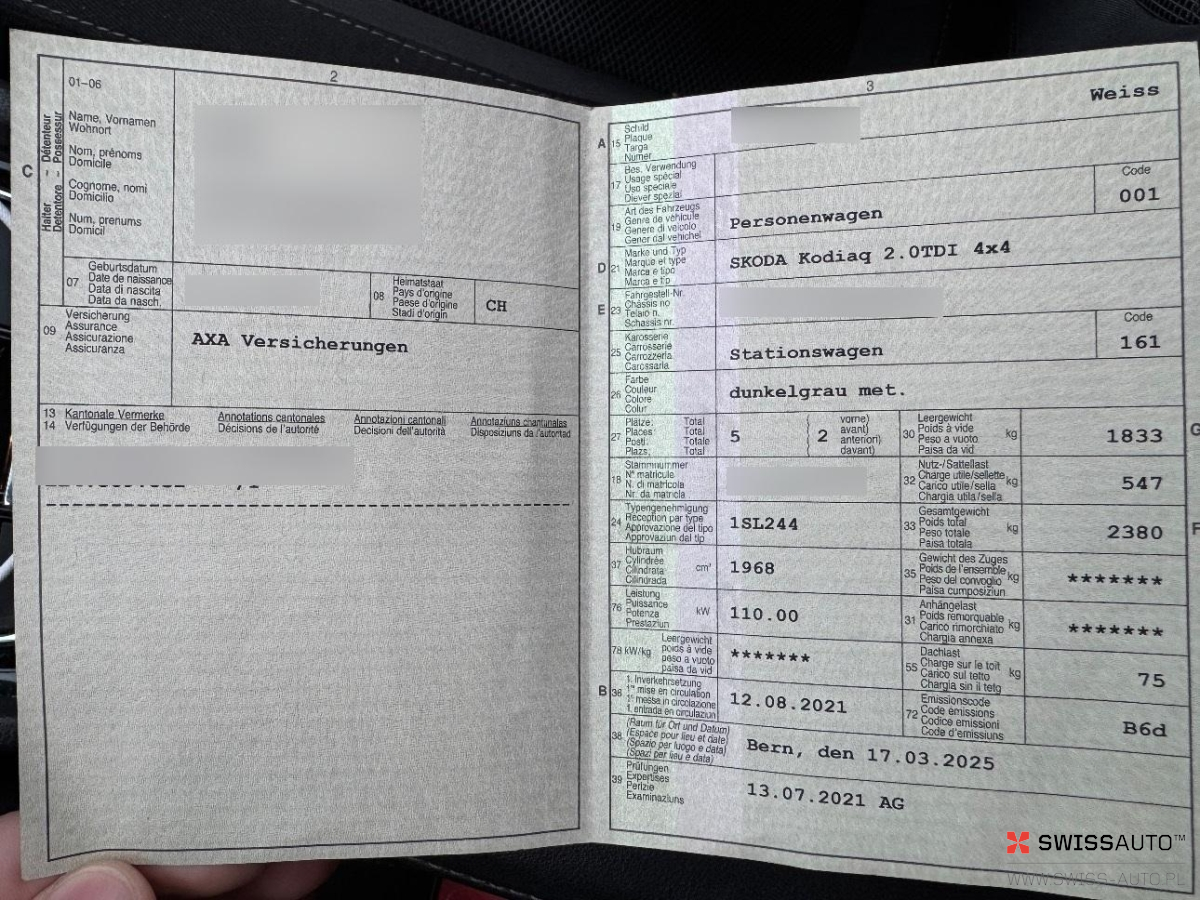 2
01-06
Halter - Détenteur
Detentore - Possessur
C
Name, Vornamen
Wohnort
Nom, prénoms
Domicile
Cognome, nomi
Domicilio
Num, prenums
Domicil
07
Geburtsdatum
Date de naissance
Data di nascita
Data da nasch.
08
Heimatstaat
Pays d'origine
Paese d'origine
Stadi d'origin
CH
09
Versicherung
Assurance
Assicurazione
Assicuranza
AXA Versicherungen
13 Kantonale Vermerke Annotations cantonales Annotazioni cantonali Annotaziuns chantunalas
14 Verfügungen der Behörde Décisions de l'autorité Decisioni dell'autorità Disposiziuns da l'autoritad
3
Weiss
A 15
Schild
Plaque
Targa
Numer
17
Bes. Verwendung
Usage spécial
Uso speciale
Diever spezial
19
Art des Fahrzeugs
Genre de véhicule
Genere di veicolo
Gener dal vehichel
Personenwagen
Code
001
D 21
Marke und Typ
Marque et type
Marca e tipo
Marca e tip
SKODA Kodiaq 2.0TDI 4x4
E 23
Fahrgestell-Nr.
Châssis no
Telaio n.
Schassis nr.
25
Karosserie
Carrosserie
Carrozzeria
Carossaria
Stationswagen
Code
161
26
Farbe
Couleur
Colore
Colur
dunkelgrau met.
27
Plätze: Total
Places: Total
Posti: Totale
Plazs: Total
5
2
vorne)
avant)
anteriori)
davant)
30
Leergewicht
Poids à vide
Peso a vuoto
Paisa da vid
kg
1833
G
18
Stammnummer
N° matricule
N. di matricola
Nr. da matricla
32
Nutz-/Sattellast
Charge utile/sellette
Carico utile/sella
Chargia utila/sella
kg
547
24
Typengenehmigung
Réception par type
Approvazione del tipo
Approvaziun dal tip
1SL244
33
Gesamtgewicht
Poids total
Peso totale
Paisa totala
kg
2380
F
37
Hubraum
Cylindrée
Cilindrata
Cilindrada
cm³
1968
35
Gewicht des Zuges
Poids de l'ensemble
Peso del convoglio
Paisa cumposiziun
kg
*******
76
Leistung
Puissance
Potenza
Prestaziun
kW
110.00
31
Anhängelast
Poids remorquable
Carico rimorchiato
Chargia annexa
kg
*******
78 kW/kg
Leergewicht
poids à vide
peso a vuoto
paisa da vid
*******
55
Dachlast
Charge sur le toit
Carico sul tetto
Chargia sin il tetg
kg
75
B 36
1. Inverkehrsetzung
1re mise en circulation
1a messa in circolazione
1. entrada en circulaziun
12.08.2021
72
Emissionscode
Code émissions
Codice emissioni
Code d'emissiuns
B6d
38
(Raum für Ort und Datum)
(Espace pour lieu et date)
(Spazio per luogo e data)
(Spazi per lieu e data)
Bern, den 17.03.2025
39
Prüfungen
Expertises
Perizie
Examinaziuns
13.07.2021 AG
SWISSAUTO™
WWW.SWISS-AUTO.PL